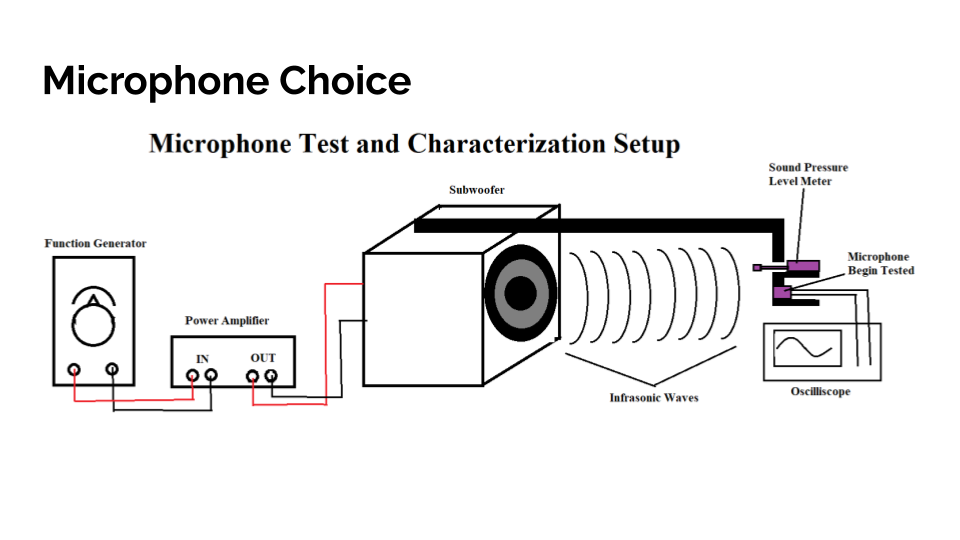 Microphone Choice
Microphone Test and Characterization Setup
Sound Pressure
Level Meter
Subwoofer
Function Generator
Microphone
Begin Tested
Power Amplifier
IN
OUT
Oscilliscope
Infrasonic Waves